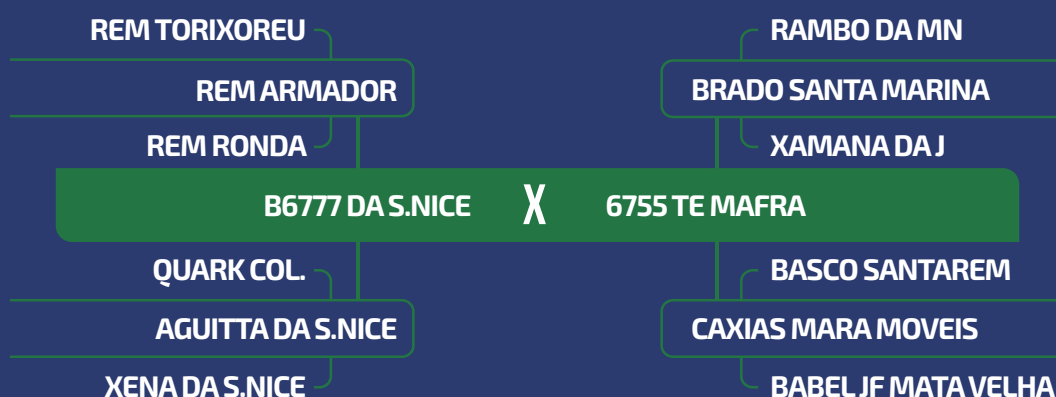 REM TORIXOREU
REM ARMADOR
REM RONDA
RAMBO DA MN
BRADO SANTA MARINA
XAMANA DA J
B6777 DA S.NICE X 6755 TE MAFRA
QUARK COL.
AGUITTA DA S.NICE
XENA DA S.NICE
BASCO SANTAREM
CAXIAS MARA MOVEIS
BABEL JF MATA VELHA